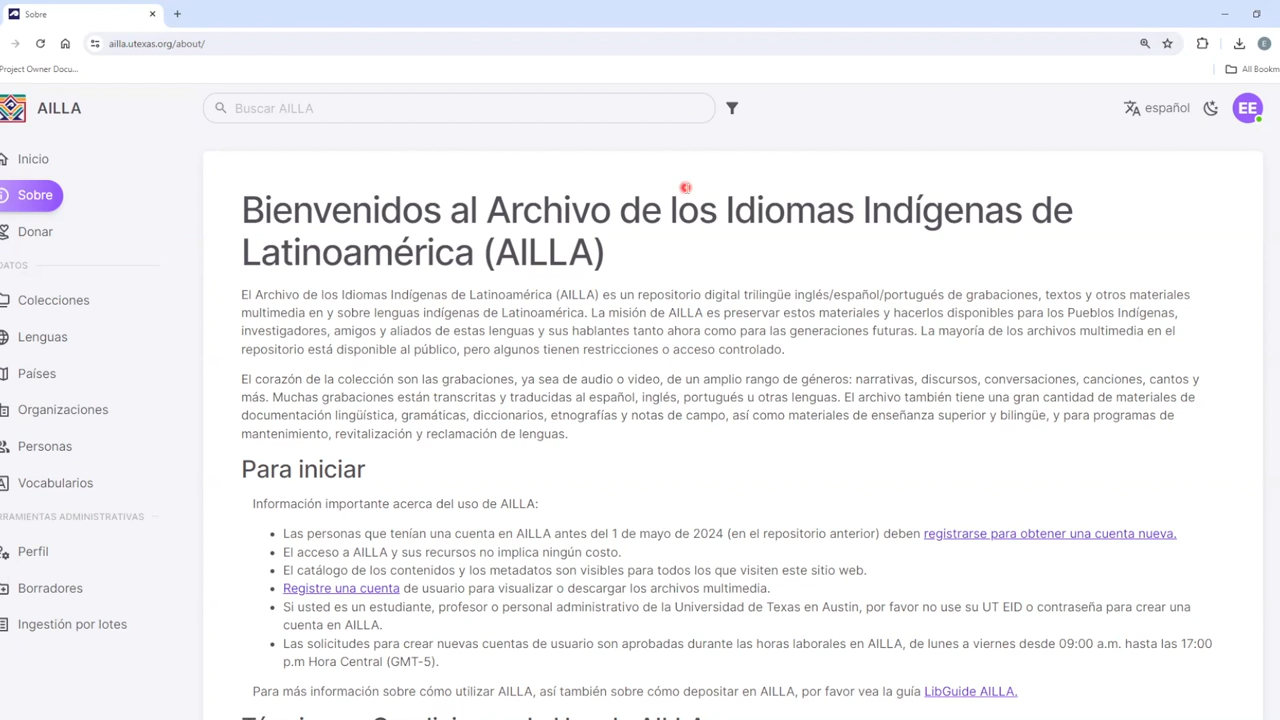 Sobre
ailla.utexas.org/about/
Project Owner Docu...
All Bookm
AILLA
Buscar AILLA
español
EE
Inicio
Sobre
Donar
DATOS
Colecciones
Lenguas
Países
Organizaciones
Personas
Vocabularios
RRAMIENTAS ADMINISTRATIVAS
Perfil
Borradores
Ingestión por lotes
Bienvenidos al Archivo de los Idiomas Indígenas de
Latinoamérica (AILLA)
El Archivo de los Idiomas Indígenas de Latinoamérica (AILLA) es un repositorio digital trilingüe inglés/español/portugués de grabaciones, textos y otros materiales
multimedia en y sobre lenguas indígenas de Latinoamérica. La misión de AILLA es preservar estos materiales y hacerlos disponibles para los Pueblos Indígenas,
investigadores, amigos y aliados de estas lenguas y sus hablantes tanto ahora como para las generaciones futuras. La mayoría de los archivos multimedia en el
repositorio está disponible al público, pero algunos tienen restricciones o acceso controlado.
El corazón de la colección son las grabaciones, ya sea de audio o video, de un amplio rango de géneros: narrativas, discursos, conversaciones, canciones, cantos y
más. Muchas grabaciones están transcritas y traducidas al español, inglés, portugués u otras lenguas. El archivo también tiene una gran cantidad de materiales de
documentación lingüística, gramáticas, diccionarios, etnografías y notas de campo, así como materiales de enseñanza superior y bilingüe, y para programas de
mantenimiento, revitalización y reclamación de lenguas.
Para iniciar
Información importante acerca del uso de AILLA:
Las personas que tenían una cuenta en AILLA antes del 1 de mayo de 2024 (en el repositorio anterior) deben registrarse para obtener una cuenta nueva.
El acceso a AILLA y sus recursos no implica ningún costo.
El catálogo de los contenidos y los metadatos son visibles para todos los que visiten este sitio web.
Registre una cuenta de usuario para visualizar o descargar los archivos multimedia.
Si usted es un estudiante, profesor o personal administrativo de la Universidad de Texas en Austin, por favor no use su UT EID o contraseña para crear una
cuenta en AILLA.
Las solicitudes para crear nuevas cuentas de usuario son aprobadas durante las horas laborales en AILLA, de lunes a viernes desde 09:00 a.m. hasta las 17:00
p.m Hora Central (GMT-5).
Para más información sobre cómo utilizar AILLA, así también sobre cómo depositar en AILLA, por favor vea la guía LibGuide AILLA.